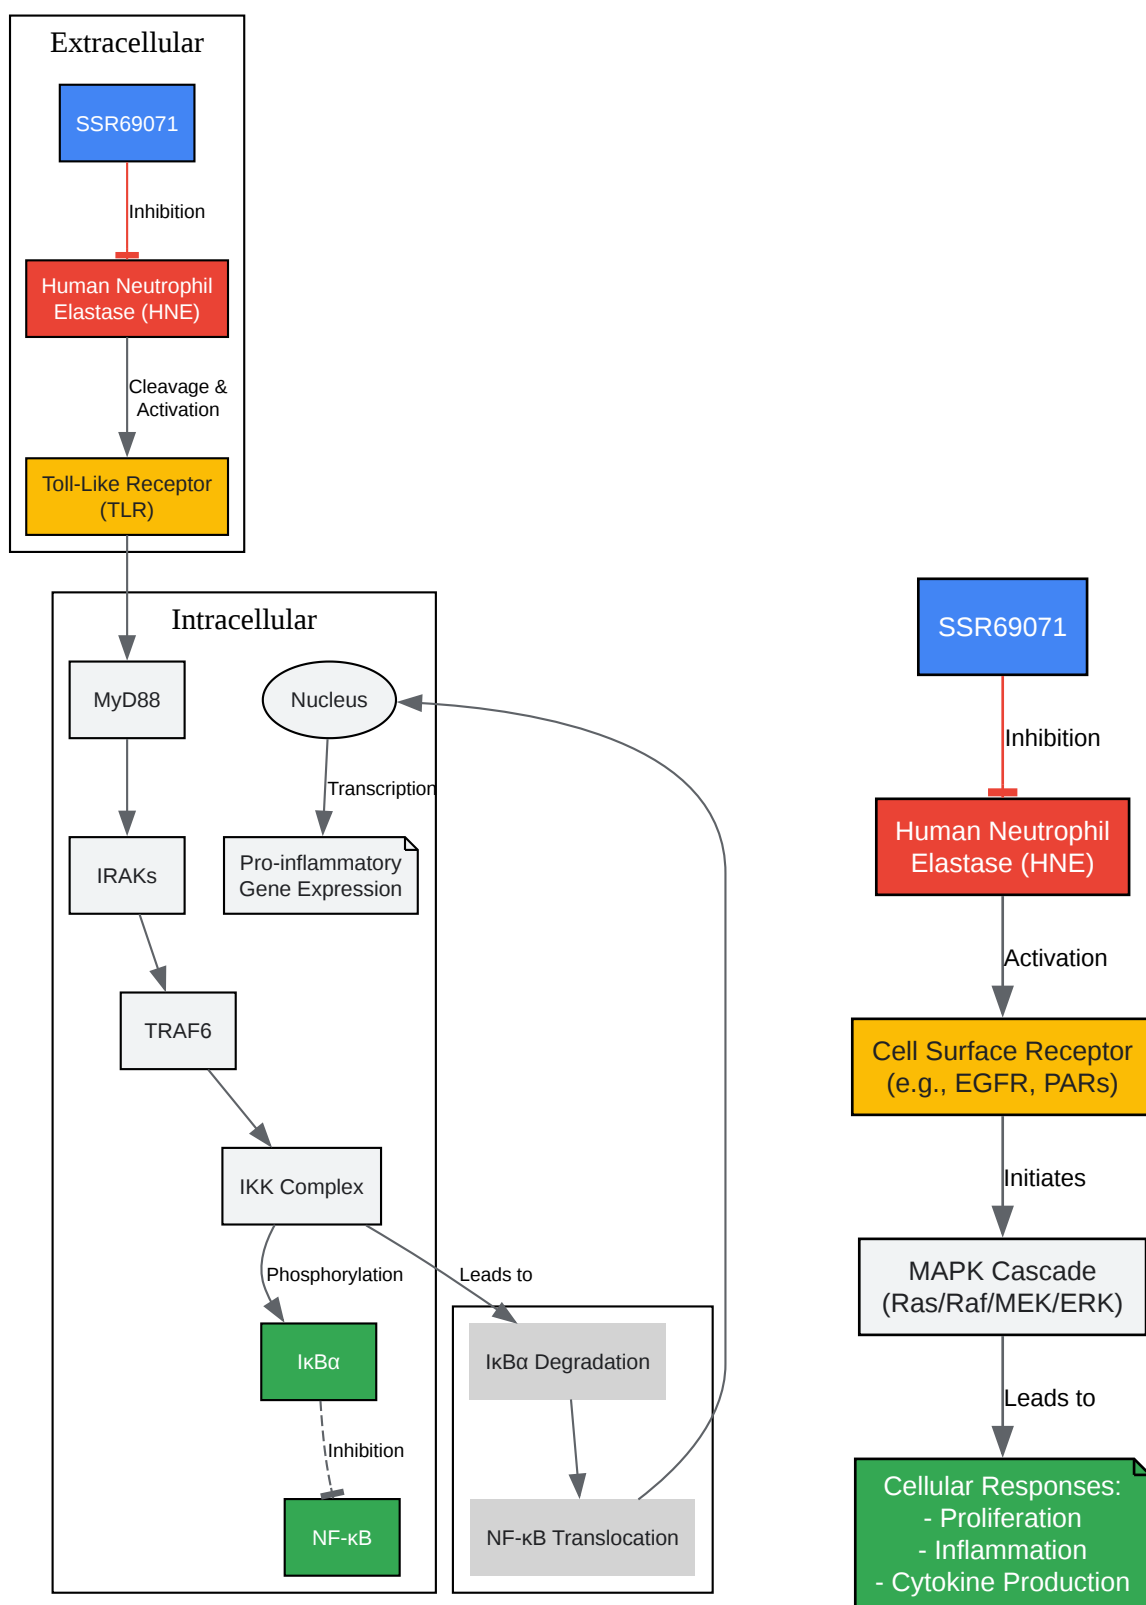 Extracellular
SSR69071
Inhibition
Human Neutrophil
Elastase (HNE)
Cleavage &
Activation
Toll-Like Receptor
(TLR)
Intracellular
MyD88
Nucleus
Transcription
IRAKs
Pro-inflammatory
Gene Expression
TRAF6
IKK Complex
Phosphorylation
Leads to
IκBα
IκBα Degradation
Inhibition
NF-κB
NF-κB Translocation
SSR69071
Inhibition
Human Neutrophil
Elastase (HNE)
Activation
Cell Surface Receptor
(e.g., EGFR, PARs)
Initiates
MAPK Cascade
(Ras/Raf/MEK/ERK)
Leads to
Cellular Responses:
- Proliferation
- Inflammation
- Cytokine Production